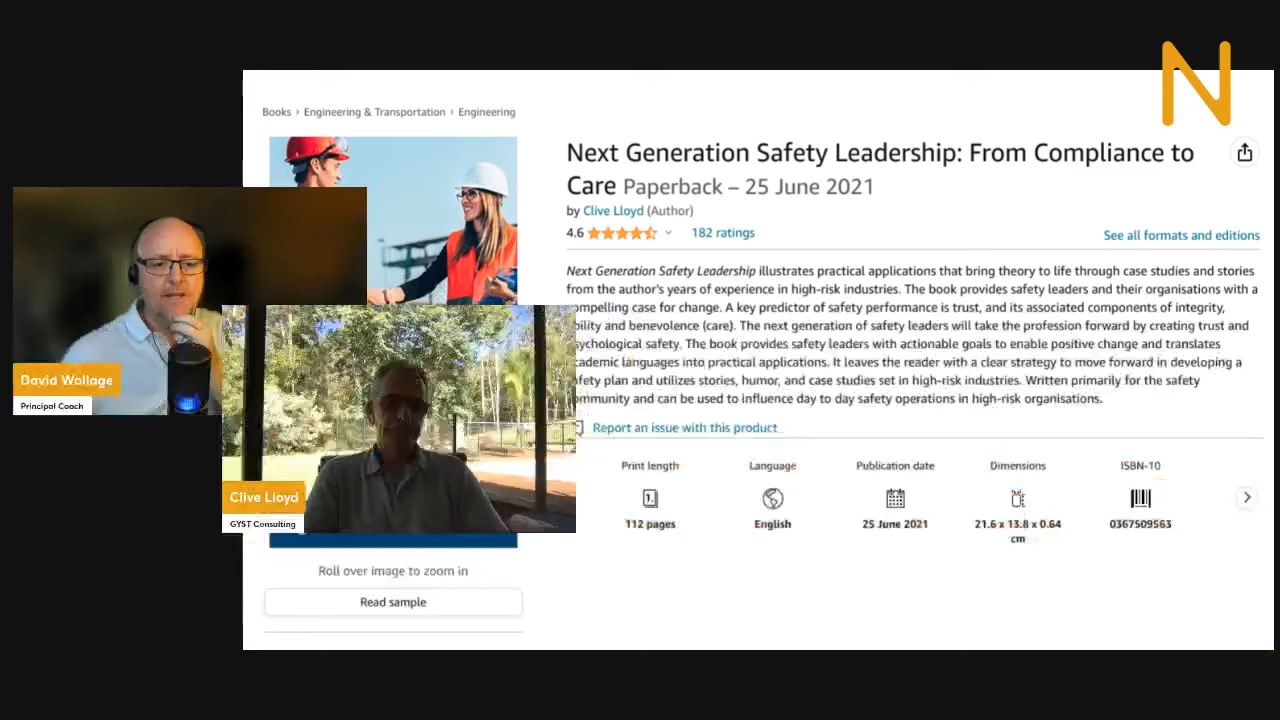 N
Books › Engineering & Transportation › Engineering
Next Generation Safety Leadership: From Compliance to
Care Paperback – 25 June 2021
by Clive Lloyd (Author)
4.6
182 ratings
See all formats and editions
Next Generation Safety Leadership illustrates practical applications that bring theory to life through case studies and stories
from the author's years of experience in high-risk industries. The book provides safety leaders and their organisations with a
compelling case for change. A key predictor of safety performance is trust, and its associated components of integrity,
ability and benevolence (care). The next generation of safety leaders will take the profession forward by creating trust and
psychological safety. The book provides safety leaders with actionable goals to enable positive change and translates
academic languages into practical applications. It leaves the reader with a clear strategy to move forward in developing a
safety plan and utilizes stories, humor, and case studies set in high-risk industries. Written primarily for the safety
community and can be used to influence day to day safety operations in high-risk organisations.
Report an issue with this product
Print length
Language
Publication date
Dimensions
ISBN-10
112 pages
English
25 June 2021
21.6 x 13.8 x 0.64
cm
0367509563
David Wollage
Principal Coach
Clive Lloyd
GYST Consulting
Roll over image to zoom in
Read sample